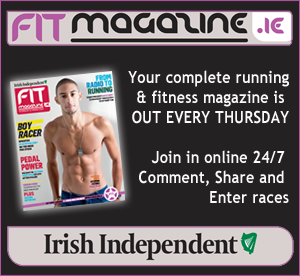 FIT MAGAZINE.IE
Your complete running
& fitness magazine is
OUT EVERY THURSDAY
Irish Independent
FIT
MAGAZINE
FROM
RADIO TO
RUNNING
BOY
RACER
PEDAL
POWER
PLUS
Join in online 24/7
Comment, Share and
Enter races
Irish Independent